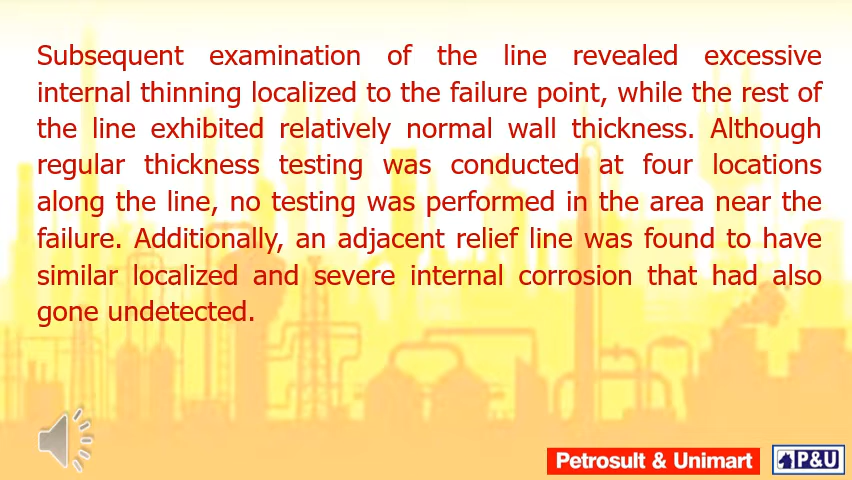 Subsequent examination of the line revealed excessive
internal thinning localized to the failure point, while the rest of
the line exhibited relatively normal wall thickness. Although
regular thickness testing was conducted at four locations
along the line, no testing was performed in the area near the
failure. Additionally, an adjacent relief line was found to have
similar localized and severe internal corrosion that had also
gone undetected.
Petrosult & Unimart P&U